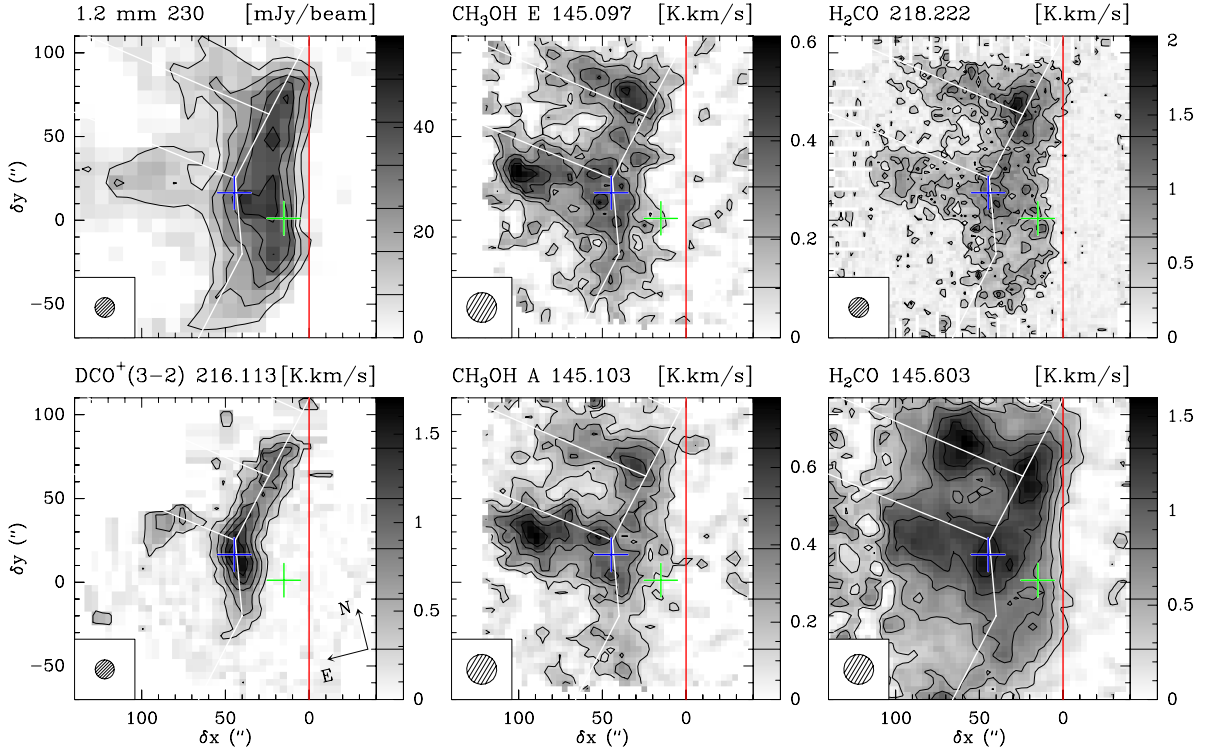 1.2 mm 230 [mJy/beam] CH₃OH E 145.097 [K.km/s] H₂CO 218.222 [K.km/s]
100 0.6 2
50 40 0.4 1.5
δy (″) 1
0 20 0.2
0.5
−50
0 0 0
DCO⁺(3−2) 216.113 [K.km/s] CH₃OH A 145.103 [K.km/s] H₂CO 145.603 [K.km/s]
100 1.5
1.5
50 0.6
1 1
δy (″) 0.4
0
0.5 0.2 0.5
N
E
−50
0 0 0
100 50 0 100 50 0 100 50 0
δx (″) δx (″) δx (″)